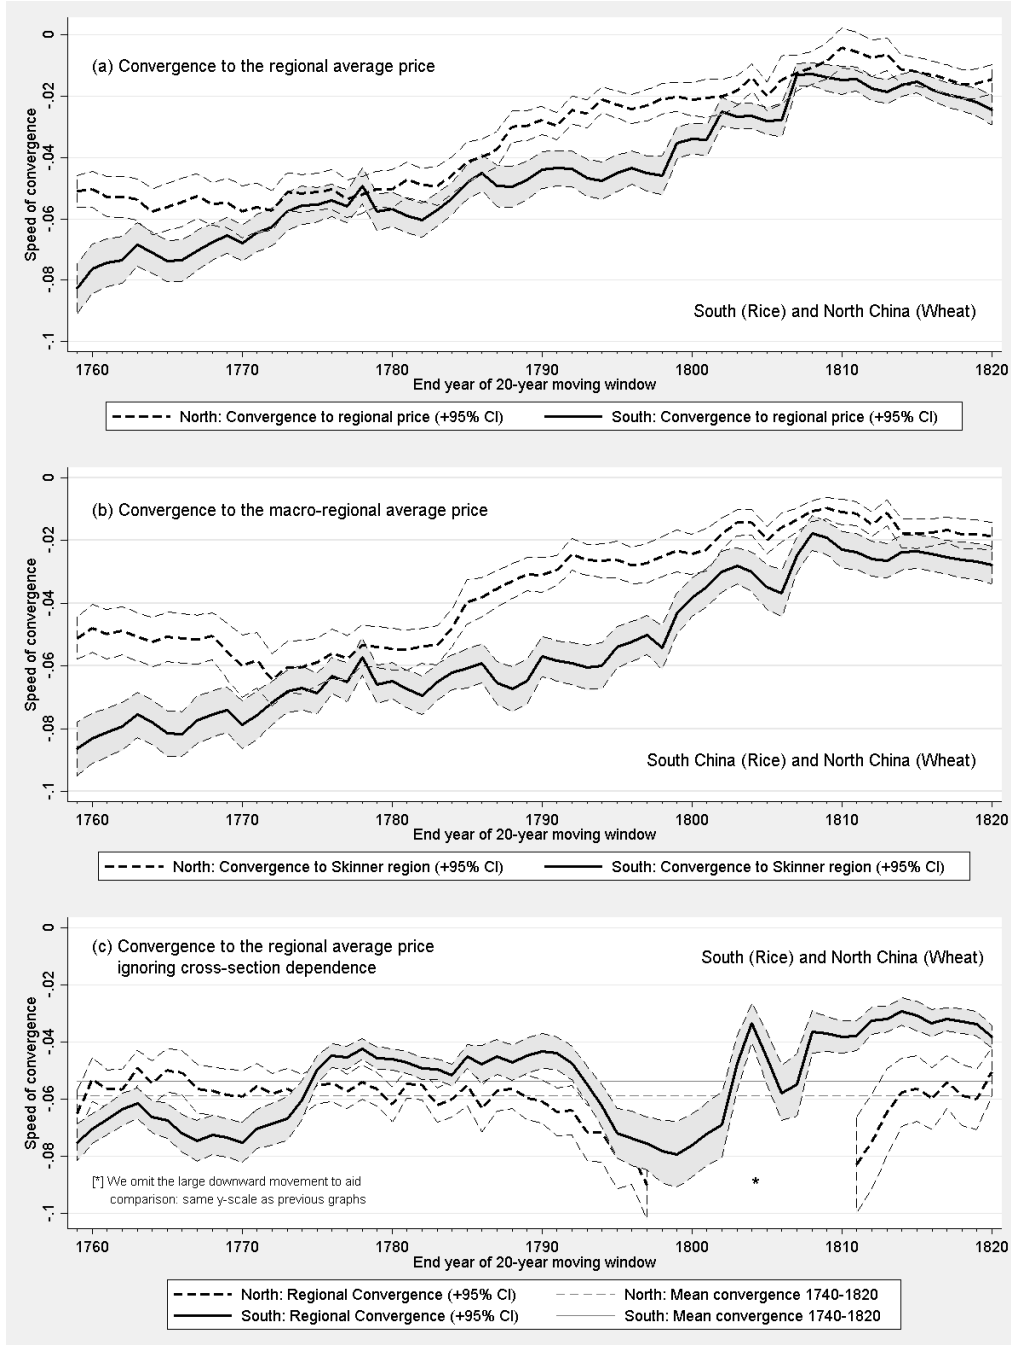 (a) Convergence to the regional average price
Speed of convergence
0
-.02
-.04
-.06
-.08
-.1
South (Rice) and North China (Wheat)
1760 1770 1780 1790 1800 1810 1820
End year of 20-year moving window
North: Convergence to regional price (+95% CI) South: Convergence to regional price (+95% CI)
(b) Convergence to the macro-regional average price
Speed of convergence
0
-.02
-.04
-.06
-.08
-.1
South China (Rice) and North China (Wheat)
1760 1770 1780 1790 1800 1810 1820
End year of 20-year moving window
North: Convergence to Skinner region (+95% CI) South: Convergence to Skinner region (+95% CI)
(c) Convergence to the regional average price
ignoring cross-section dependence
South (Rice) and North China (Wheat)
Speed of convergence
0
-.02
-.04
-.06
-.08
-.1
[*] We omit the large downward movement to aid
comparison: same y-scale as previous graphs
*
1760 1770 1780 1790 1800 1810 1820
End year of 20-year moving window
North: Regional Convergence (+95% CI) North: Mean convergence 1740-1820
South: Regional Convergence (+95% CI) South: Mean convergence 1740-1820